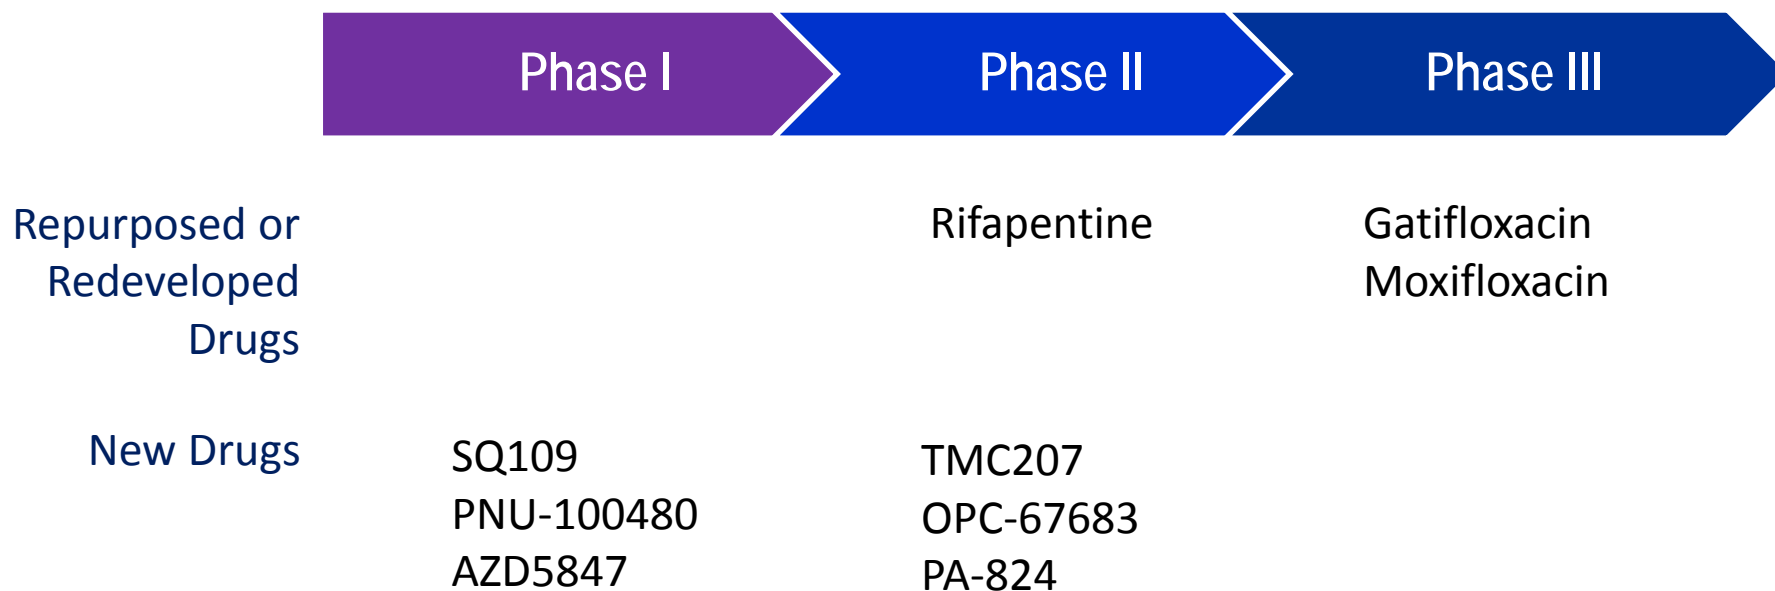 Phase I
Phase II
Phase III
Repurposed or
Redeveloped
Drugs
Rifapentine
Gatifloxacin
Moxifloxacin
New Drugs
SQ109
PNU-100480
AZD5847
TMC207
OPC-67683
PA-824